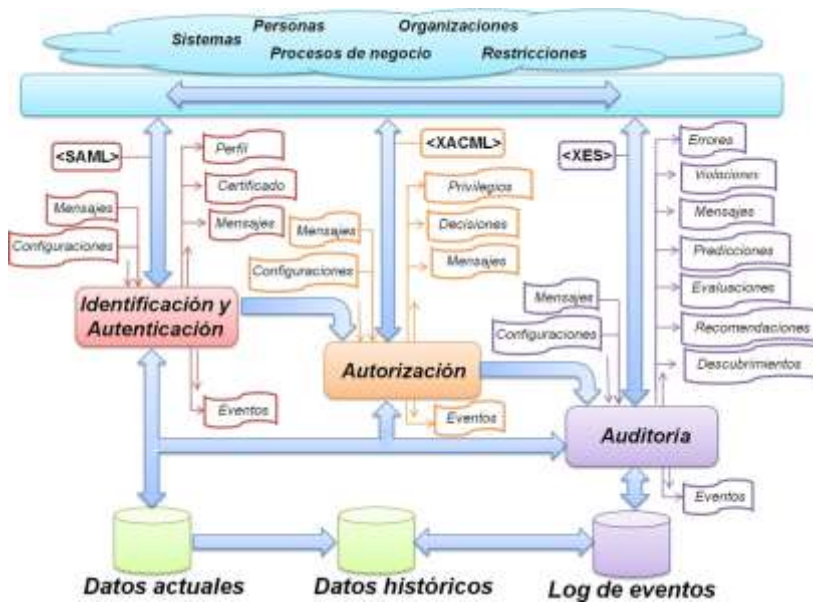 Personas
Organizaciones
Sistemas
Procesos de negocio
Restricciones
<SAML>
Perfil
Certificado
Mensajes
Mensajes
Configuraciones
Identificación y
Autenticación
Eventos
<XACML>
Privilegios
Decisiones
Mensajes
Mensajes
Configuraciones
Autorización
Eventos
<XES>
Errores
Violaciones
Mensajes
Predicciones
Evaluaciones
Recomendaciones
Descubrimientos
Mensajes
Configuraciones
Auditoría
Eventos
Datos actuales
Datos históricos
Log de eventos